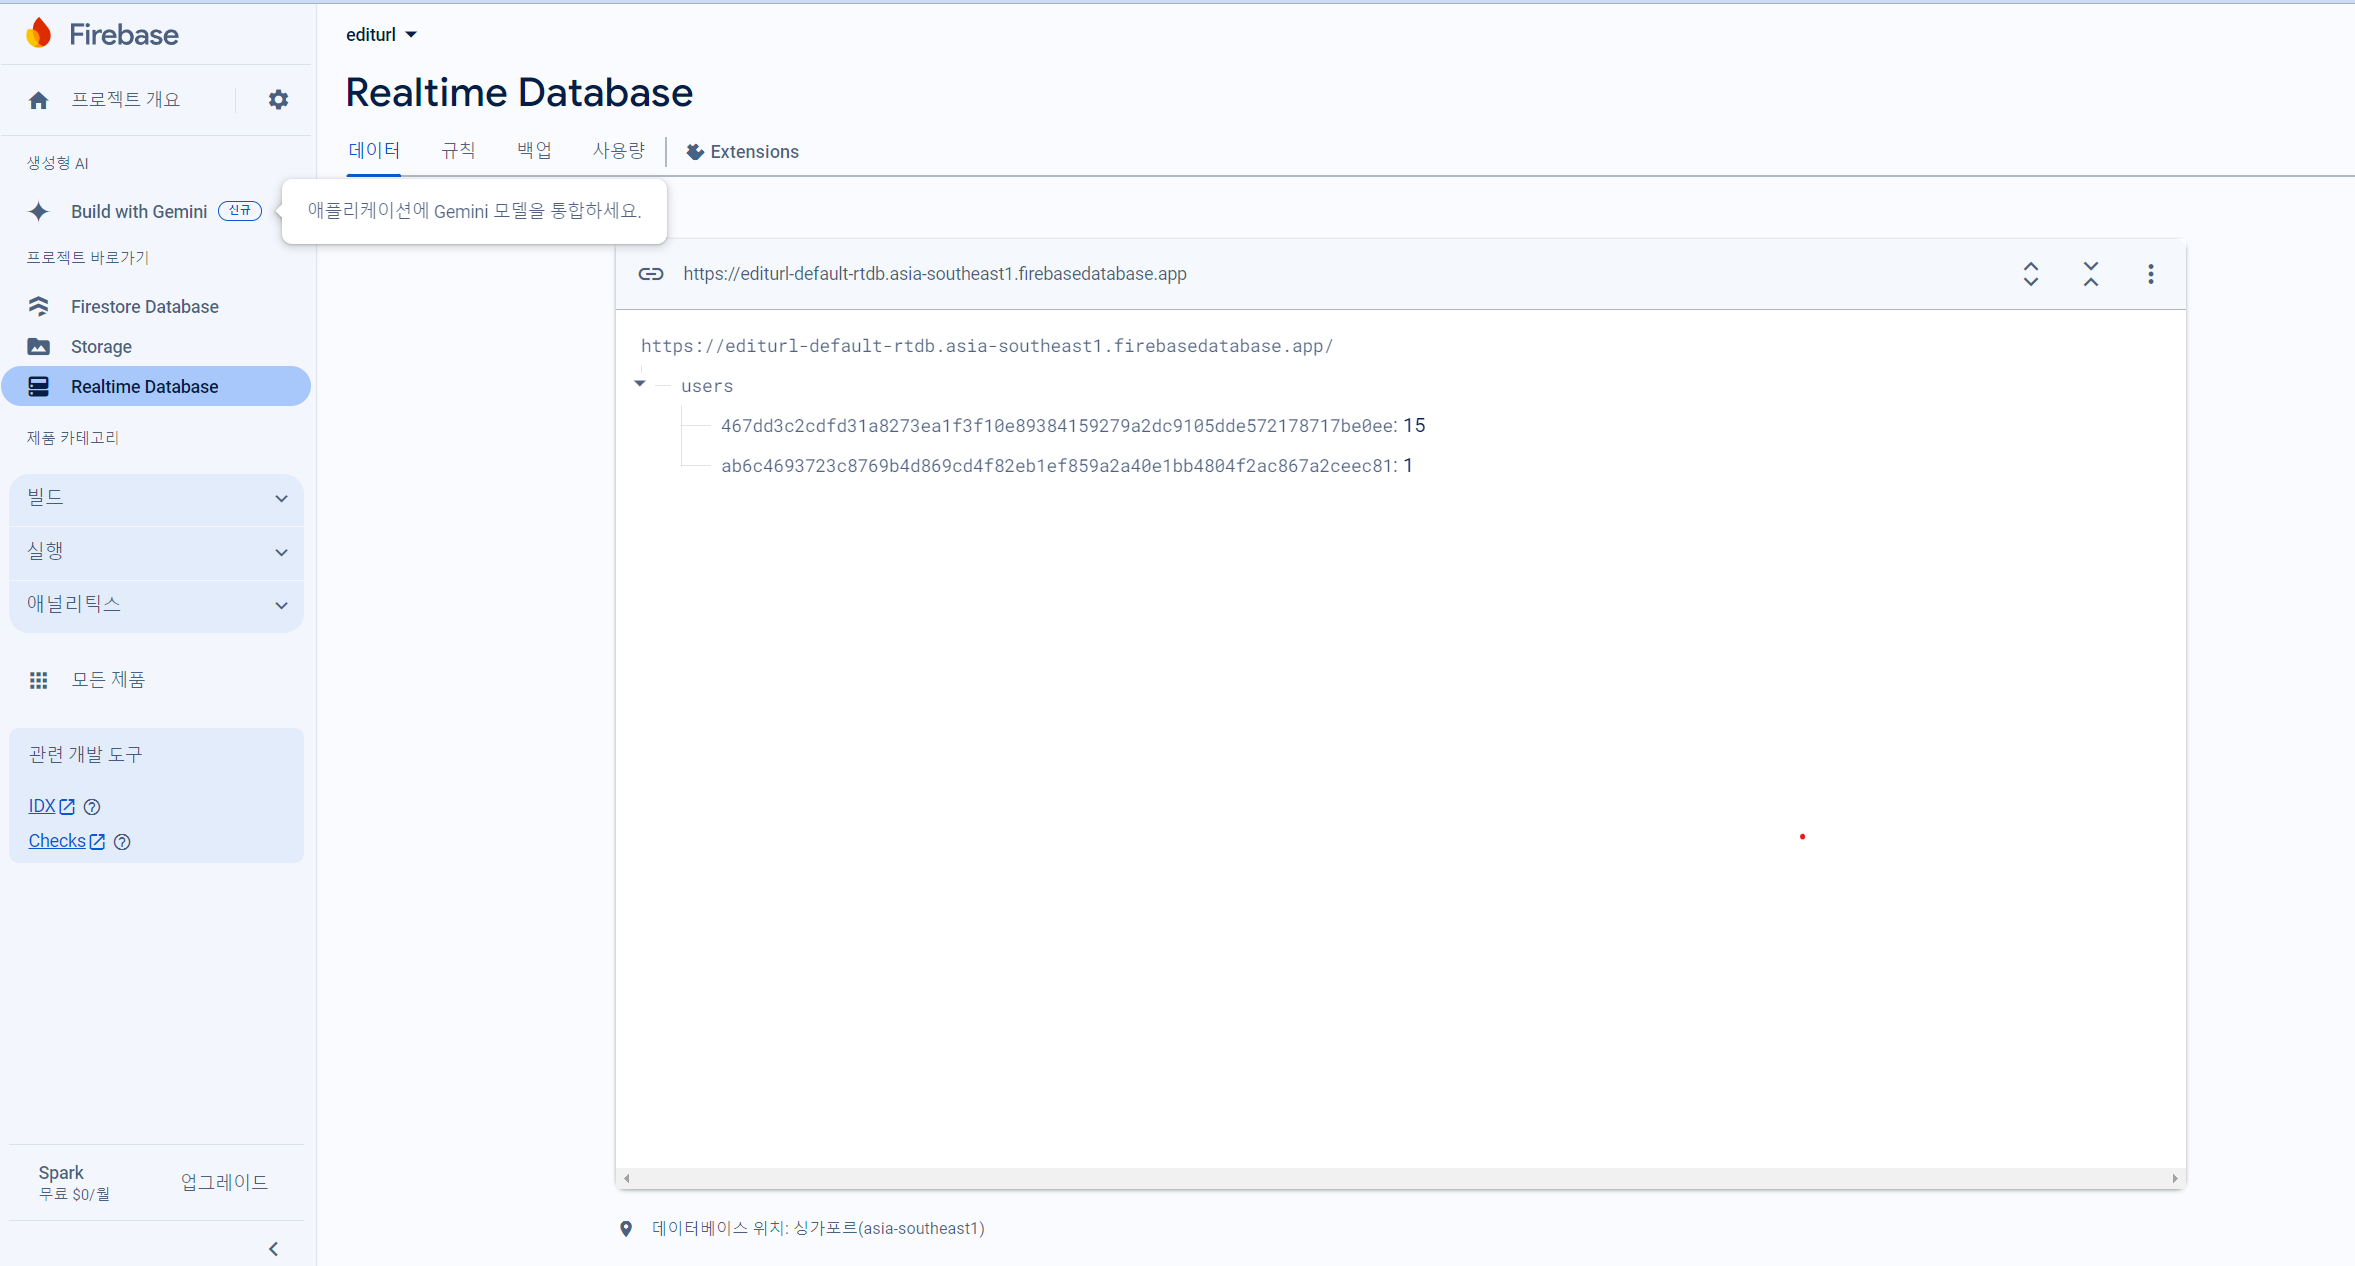 Firebase
프로젝트 개요
생성형 AI
Build with Gemini 신규
애플리케이션에 Gemini 모델을 통합하세요.
프로젝트 바로가기
Firestore Database
Storage
Realtime Database
제품 카테고리
빌드
실행
애널리틱스
모든 제품
관련 개발 도구
IDX
Checks
Spark
무료 $0/월
업그레이드
editurl
Realtime Database
데이터 규칙 백업 사용량 Extensions
https://editurl-default-rtdb.asia-southeast1.firebasedatabase.app
https://editurl-default-rtdb.asia-southeast1.firebasedatabase.app/
users
467dd3c2cdfd31a8273ea1f3f10e89384159279a2dc9105dde572178717be0ee: 15
ab6c4693723c8769b4d869cd4f82eb1ef859a2a40e1bb4804f2ac867a2ceec81: 1
데이터베이스 위치: 싱가포르(asia-southeast1)